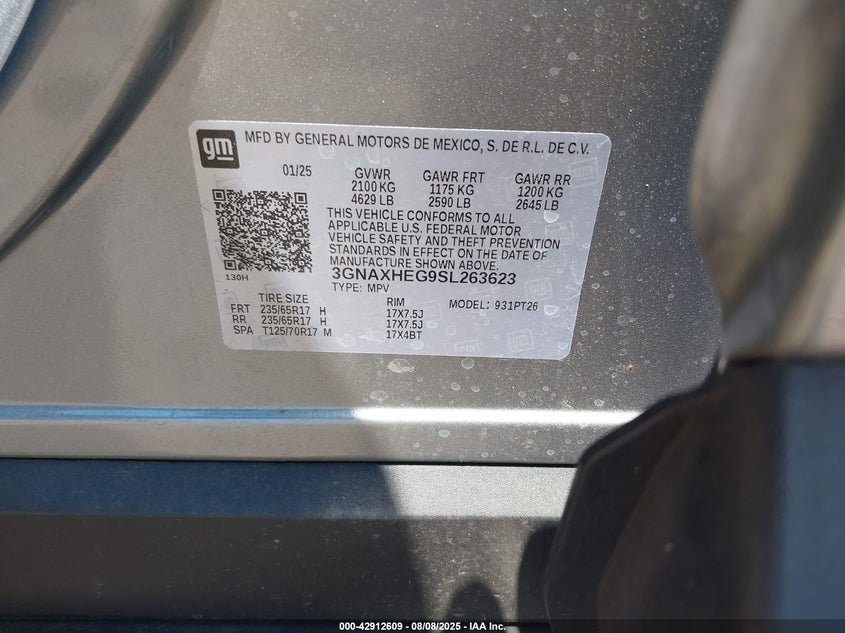 gm
MFD BY GENERAL MOTORS DE MEXICO, S. DE R.L. DE C.V.
01/25 GVWR GAWR FRT GAWR RR
2100 KG 1175 KG 1200 KG
4629 LB 2590 LB 2645 LB
THIS VEHICLE CONFORMS TO ALL
APPLICABLE U.S. FEDERAL MOTOR
VEHICLE SAFETY AND THEFT PREVENTION
STANDARDS IN EFFECT ON THE DATE OF
MANUFACTURE SHOWN ABOVE.
130H 3GNAXHEG9SL263623
TYPE: MPV
TIRE SIZE RIM MODEL: 931PT26
FRT 235/65R17 H 17X7.5J
RR 235/65R17 H 17X7.5J
SPA T125/70R17 M 17X4BT
000-42912609 - 08/08/2025 - IAA Inc.